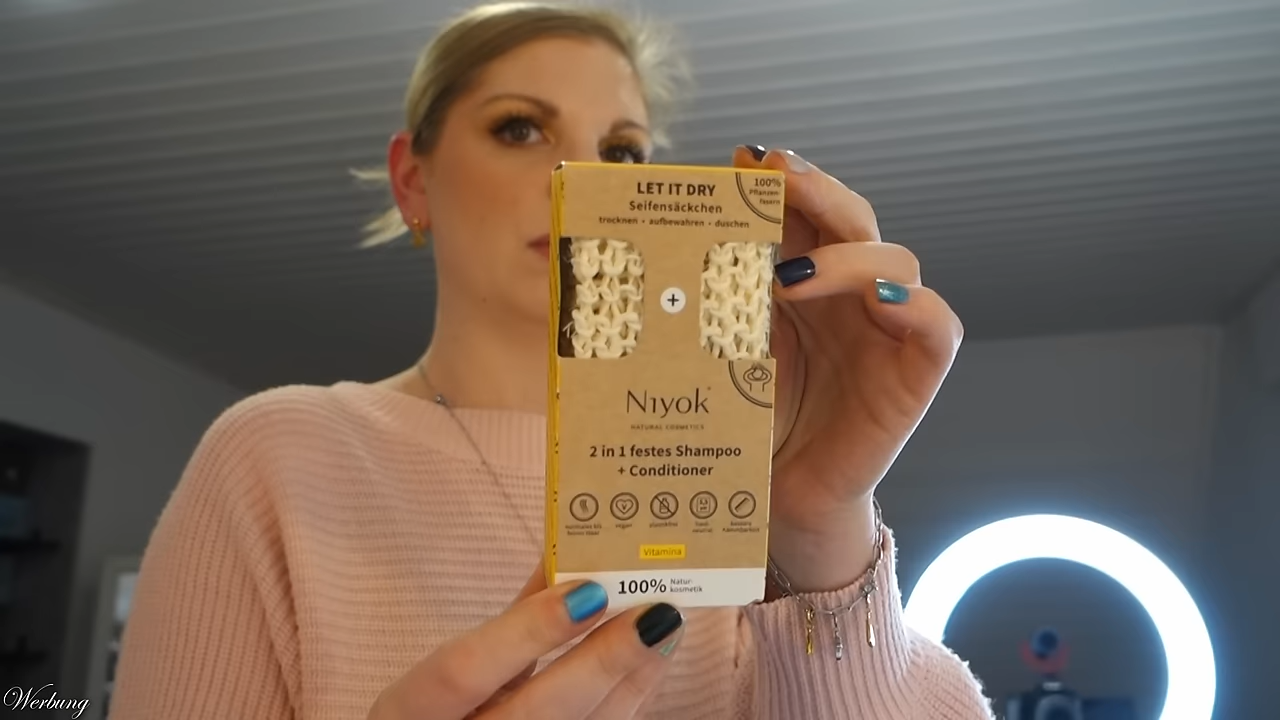 LET IT DRY
Seifensäckchen
trocknen • aufbewahren • duschen
100%
Pflanzen-
fasern
+
Niyok
NATURAL COSMETICS
2 in 1 festes Shampoo
+ Conditioner
vegan
plastikfrei
Vitamina
100% Natur-
kosmetik
Werbung